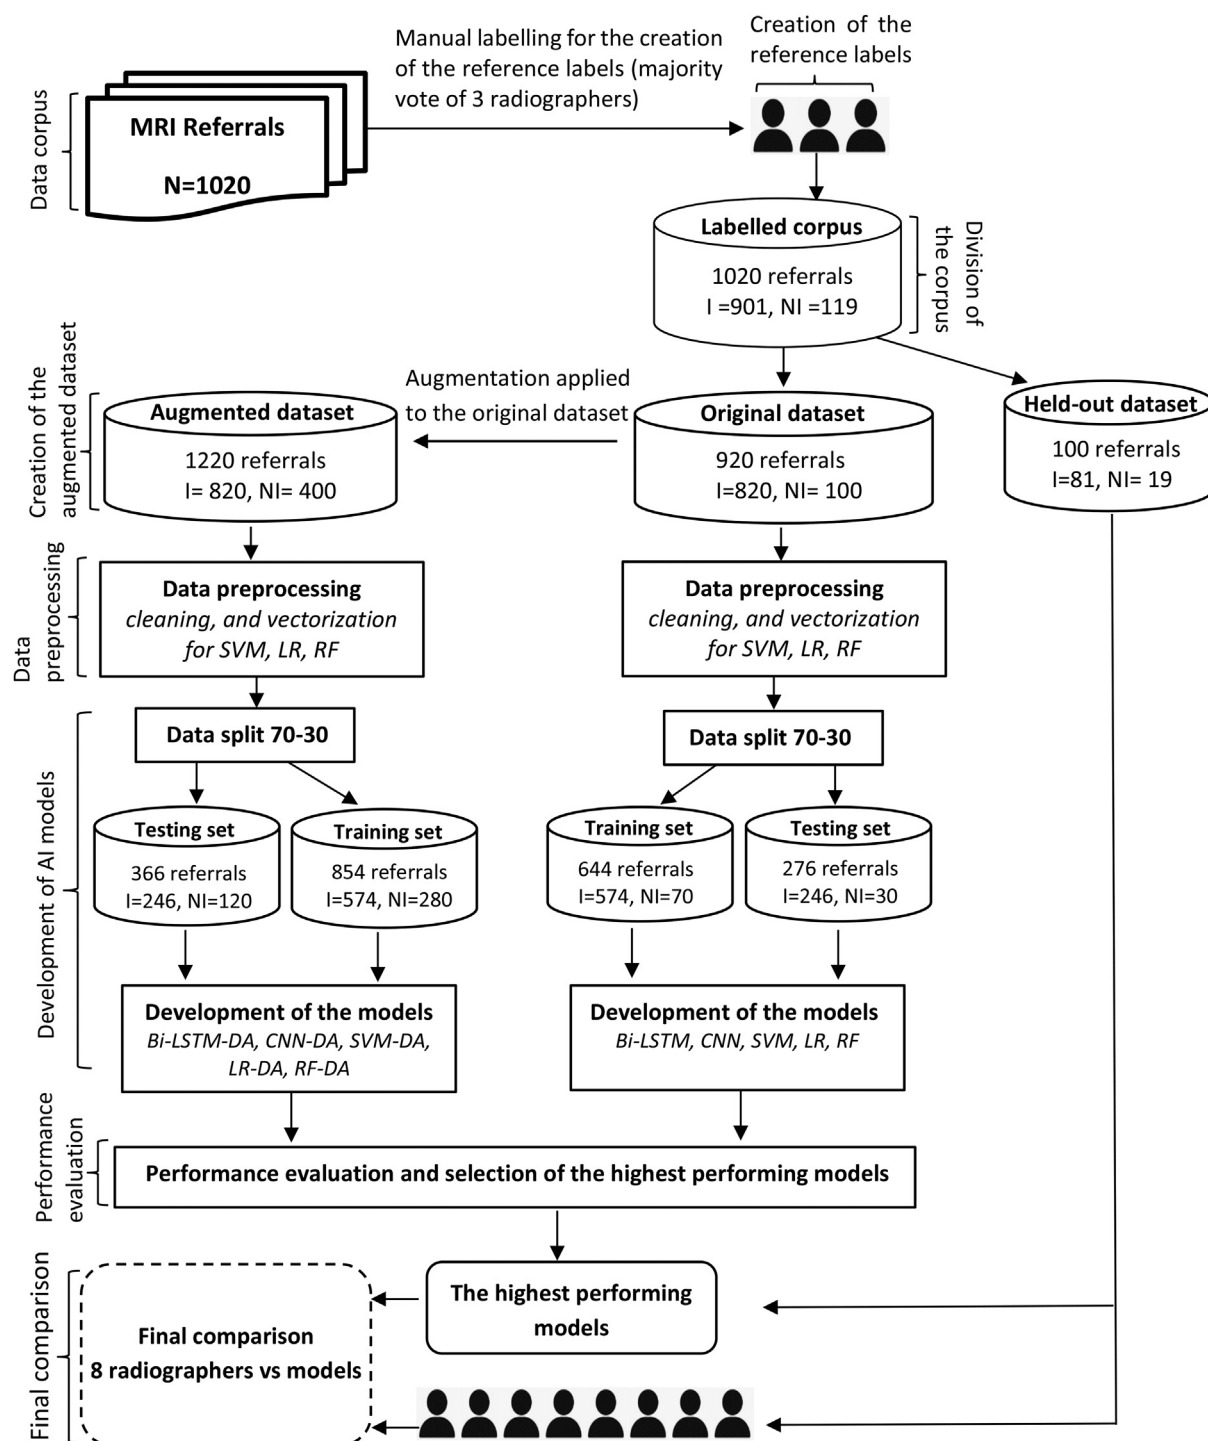 Data corpus
MRI Referrals
N=1020
Manual labelling for the creation
of the reference labels (majority
vote of 3 radiographers)
Creation of the
reference labels
Labelled corpus
1020 referrals
I =901, NI =119
Division of
the corpus
Creation of the
augmented dataset
Augmented dataset
1220 referrals
I= 820, NI= 400
Augmentation applied
to the original dataset
Original dataset
920 referrals
I=820, NI= 100
Held-out dataset
100 referrals
I=81, NI= 19
Data
preprocessing
Data preprocessing
cleaning, and vectorization
for SVM, LR, RF
Data preprocessing
cleaning, and vectorization
for SVM, LR, RF
Development of AI models
Data split 70-30
Data split 70-30
Testing set
366 referrals
I=246, NI=120
Training set
854 referrals
I=574, NI=280
Training set
644 referrals
I=574, NI=70
Testing set
276 referrals
I=246, NI=30
Development of the models
Bi-LSTM-DA, CNN-DA, SVM-DA,
LR-DA, RF-DA
Development of the models
Bi-LSTM, CNN, SVM, LR, RF
Performance
evaluation
Performance evaluation and selection of the highest performing models
Final comparison
The highest performing
models
Final comparison
8 radiographers vs models